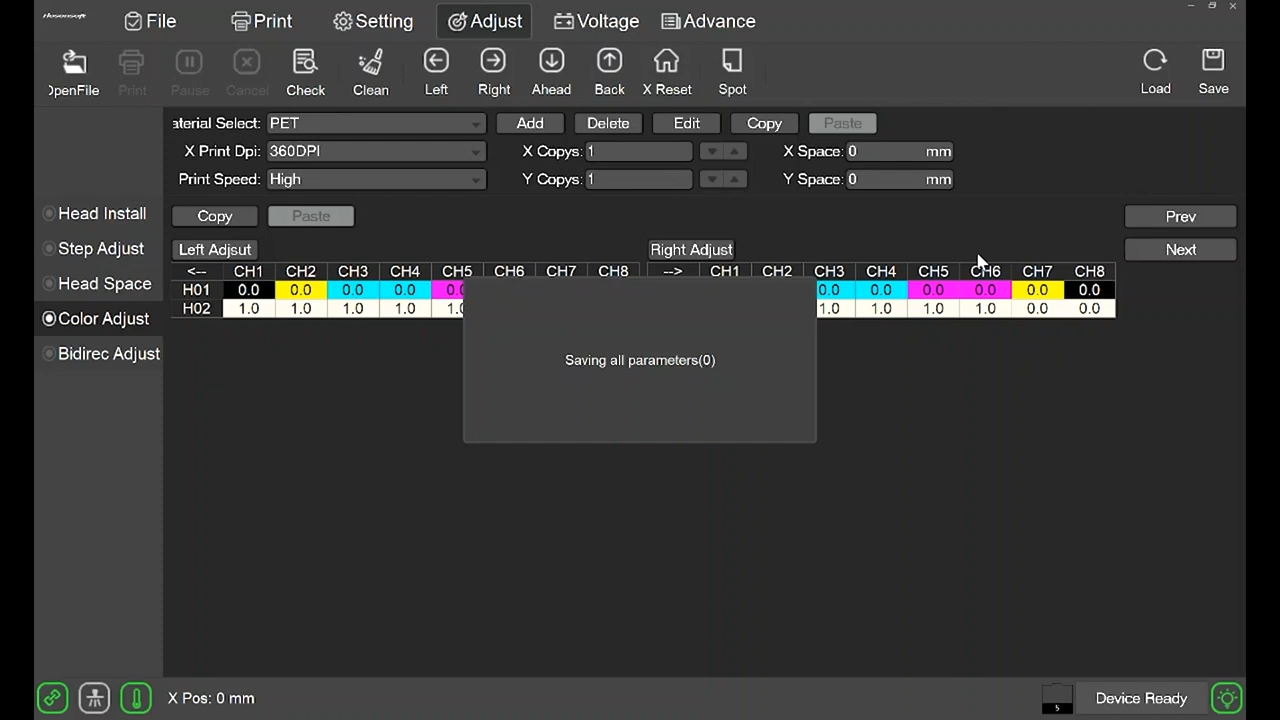 Hosonsoft
File Print Setting Adjust Voltage Advance
OpenFile Print Pause Cancel Check Clean Left Right Ahead Back X Reset Spot Load Save
aterial Select: PET Add Delete Edit Copy Paste
X Print Dpi: 360DPI X Copys: 1 X Space: 0 mm
Print Speed: High Y Copys: 1 Y Space: 0 mm
Head Install
Step Adjust
Head Space
Color Adjust
Bidirec Adjust
Copy Paste Prev
Left Adjsut Right Adjust Next
<-- CH1 CH2 CH3 CH4 CH5 CH6 CH7 CH8 --> CH1 CH2 CH3 CH4 CH5 CH6 CH7 CH8
H01 0.0 0.0 0.0 0.0 0.0 0.0 0.0 0.0 0.0 0.0 0.0
H02 1.0 1.0 1.0 1.0 1.0 1.0 1.0 1.0 1.0 0.0 0.0
Saving all parameters(0)
X Pos: 0 mm 5 Device Ready